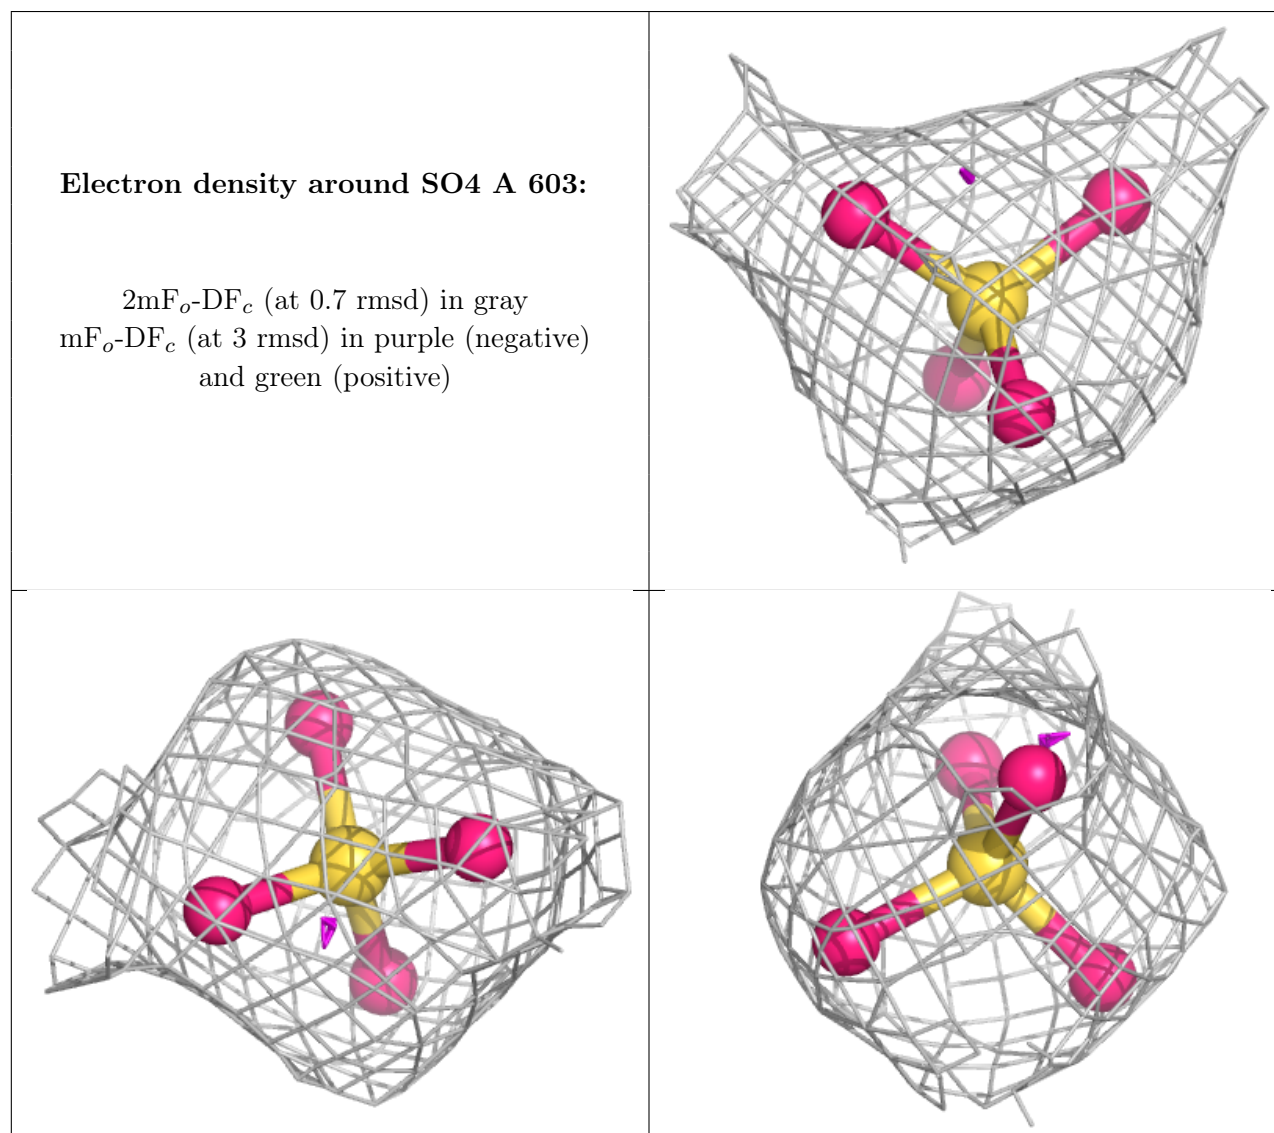 Electron density around SO4 A 603:
2mFo-DFc (at 0.7 rmsd) in gray
mFo-DFc (at 3 rmsd) in purple (negative)
and green (positive)